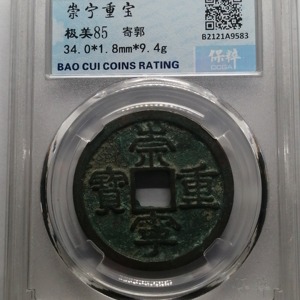 崇宁重宝
极美85 寄郭
34.0*1.8mm*9.4g
B2121A9583
保粹
BAO CUI COINS RATING
崇
寶 重
寧